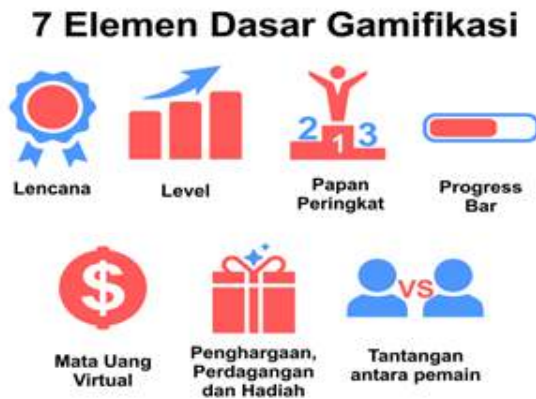 7 Elemen Dasar Gamifikasi
2 1 3
Lencana
Level
Papan
Peringkat
Progress
Bar
$
VS
Mata Uang
Virtual
Penghargaan,
Perdagangan
dan Hadiah
Tantangan
antara pemain